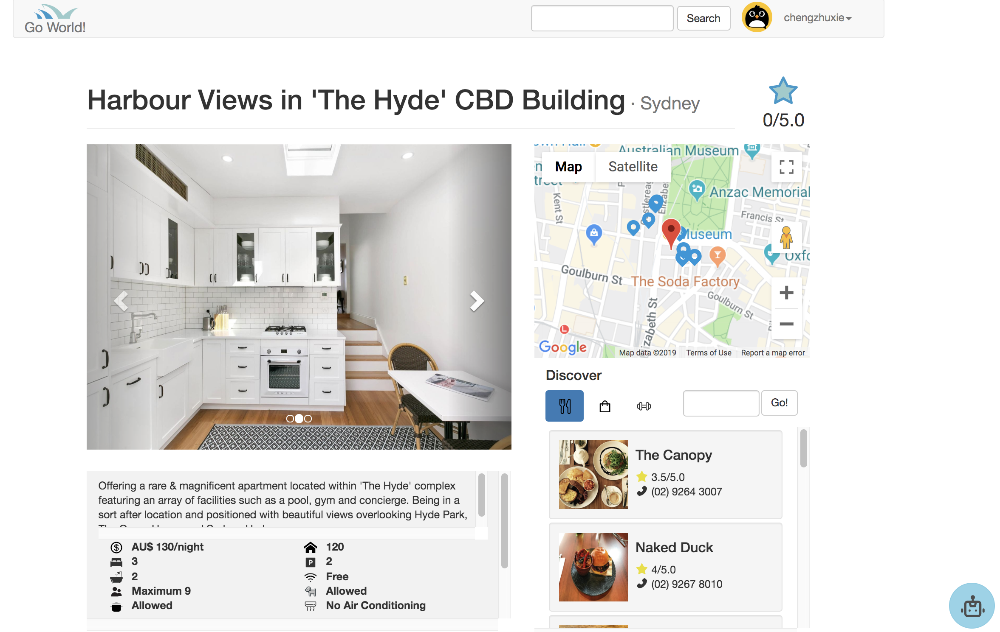 Go World!
Search
chengzhuxie
Harbour Views in 'The Hyde' CBD Building · Sydney
0/5.0
Australian Museum
Map
Satellite
Anzac Memorial
Kent St
Francis St
Museum
Goulburn St
The Soda Factory
Goulburn St
Elizabeth St
Google
Map data ©2019
Terms of Use
Report a map error
Discover
Go!
The Canopy
3.5/5.0
(02) 9264 3007
Naked Duck
4/5.0
(02) 9267 8010
Offering a rare & magnificent apartment located within 'The Hyde' complex
featuring an array of facilities such as a pool, gym and concierge. Being in a
sort after location and positioned with beautiful views overlooking Hyde Park,
AU$ 130/night
120
3
P
2
2
Free
Maximum 9
Allowed
Allowed
No Air Conditioning